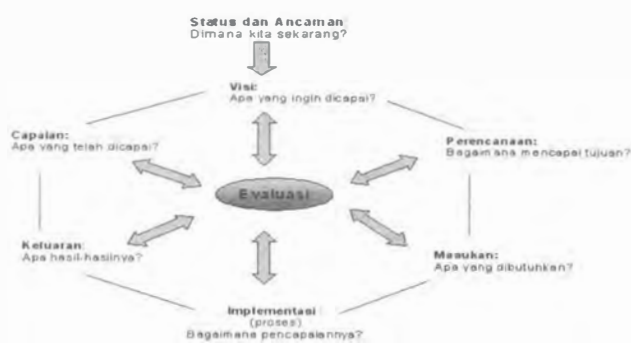 Status dan Ancaman
Dimana kita sekarang?
Visi:
Apa yang ingin dicapai?
Capaian:
Apa yang telah dicapai?
Perencanaan:
Bagaimana mencapai tujuan?
Evaluasi
Keluaran:
Apa hasil-hasilnya?
Masukan:
Apa yang dibutuhkan?
Implementasi
(proses)
Bagaimana pencapaiannya?